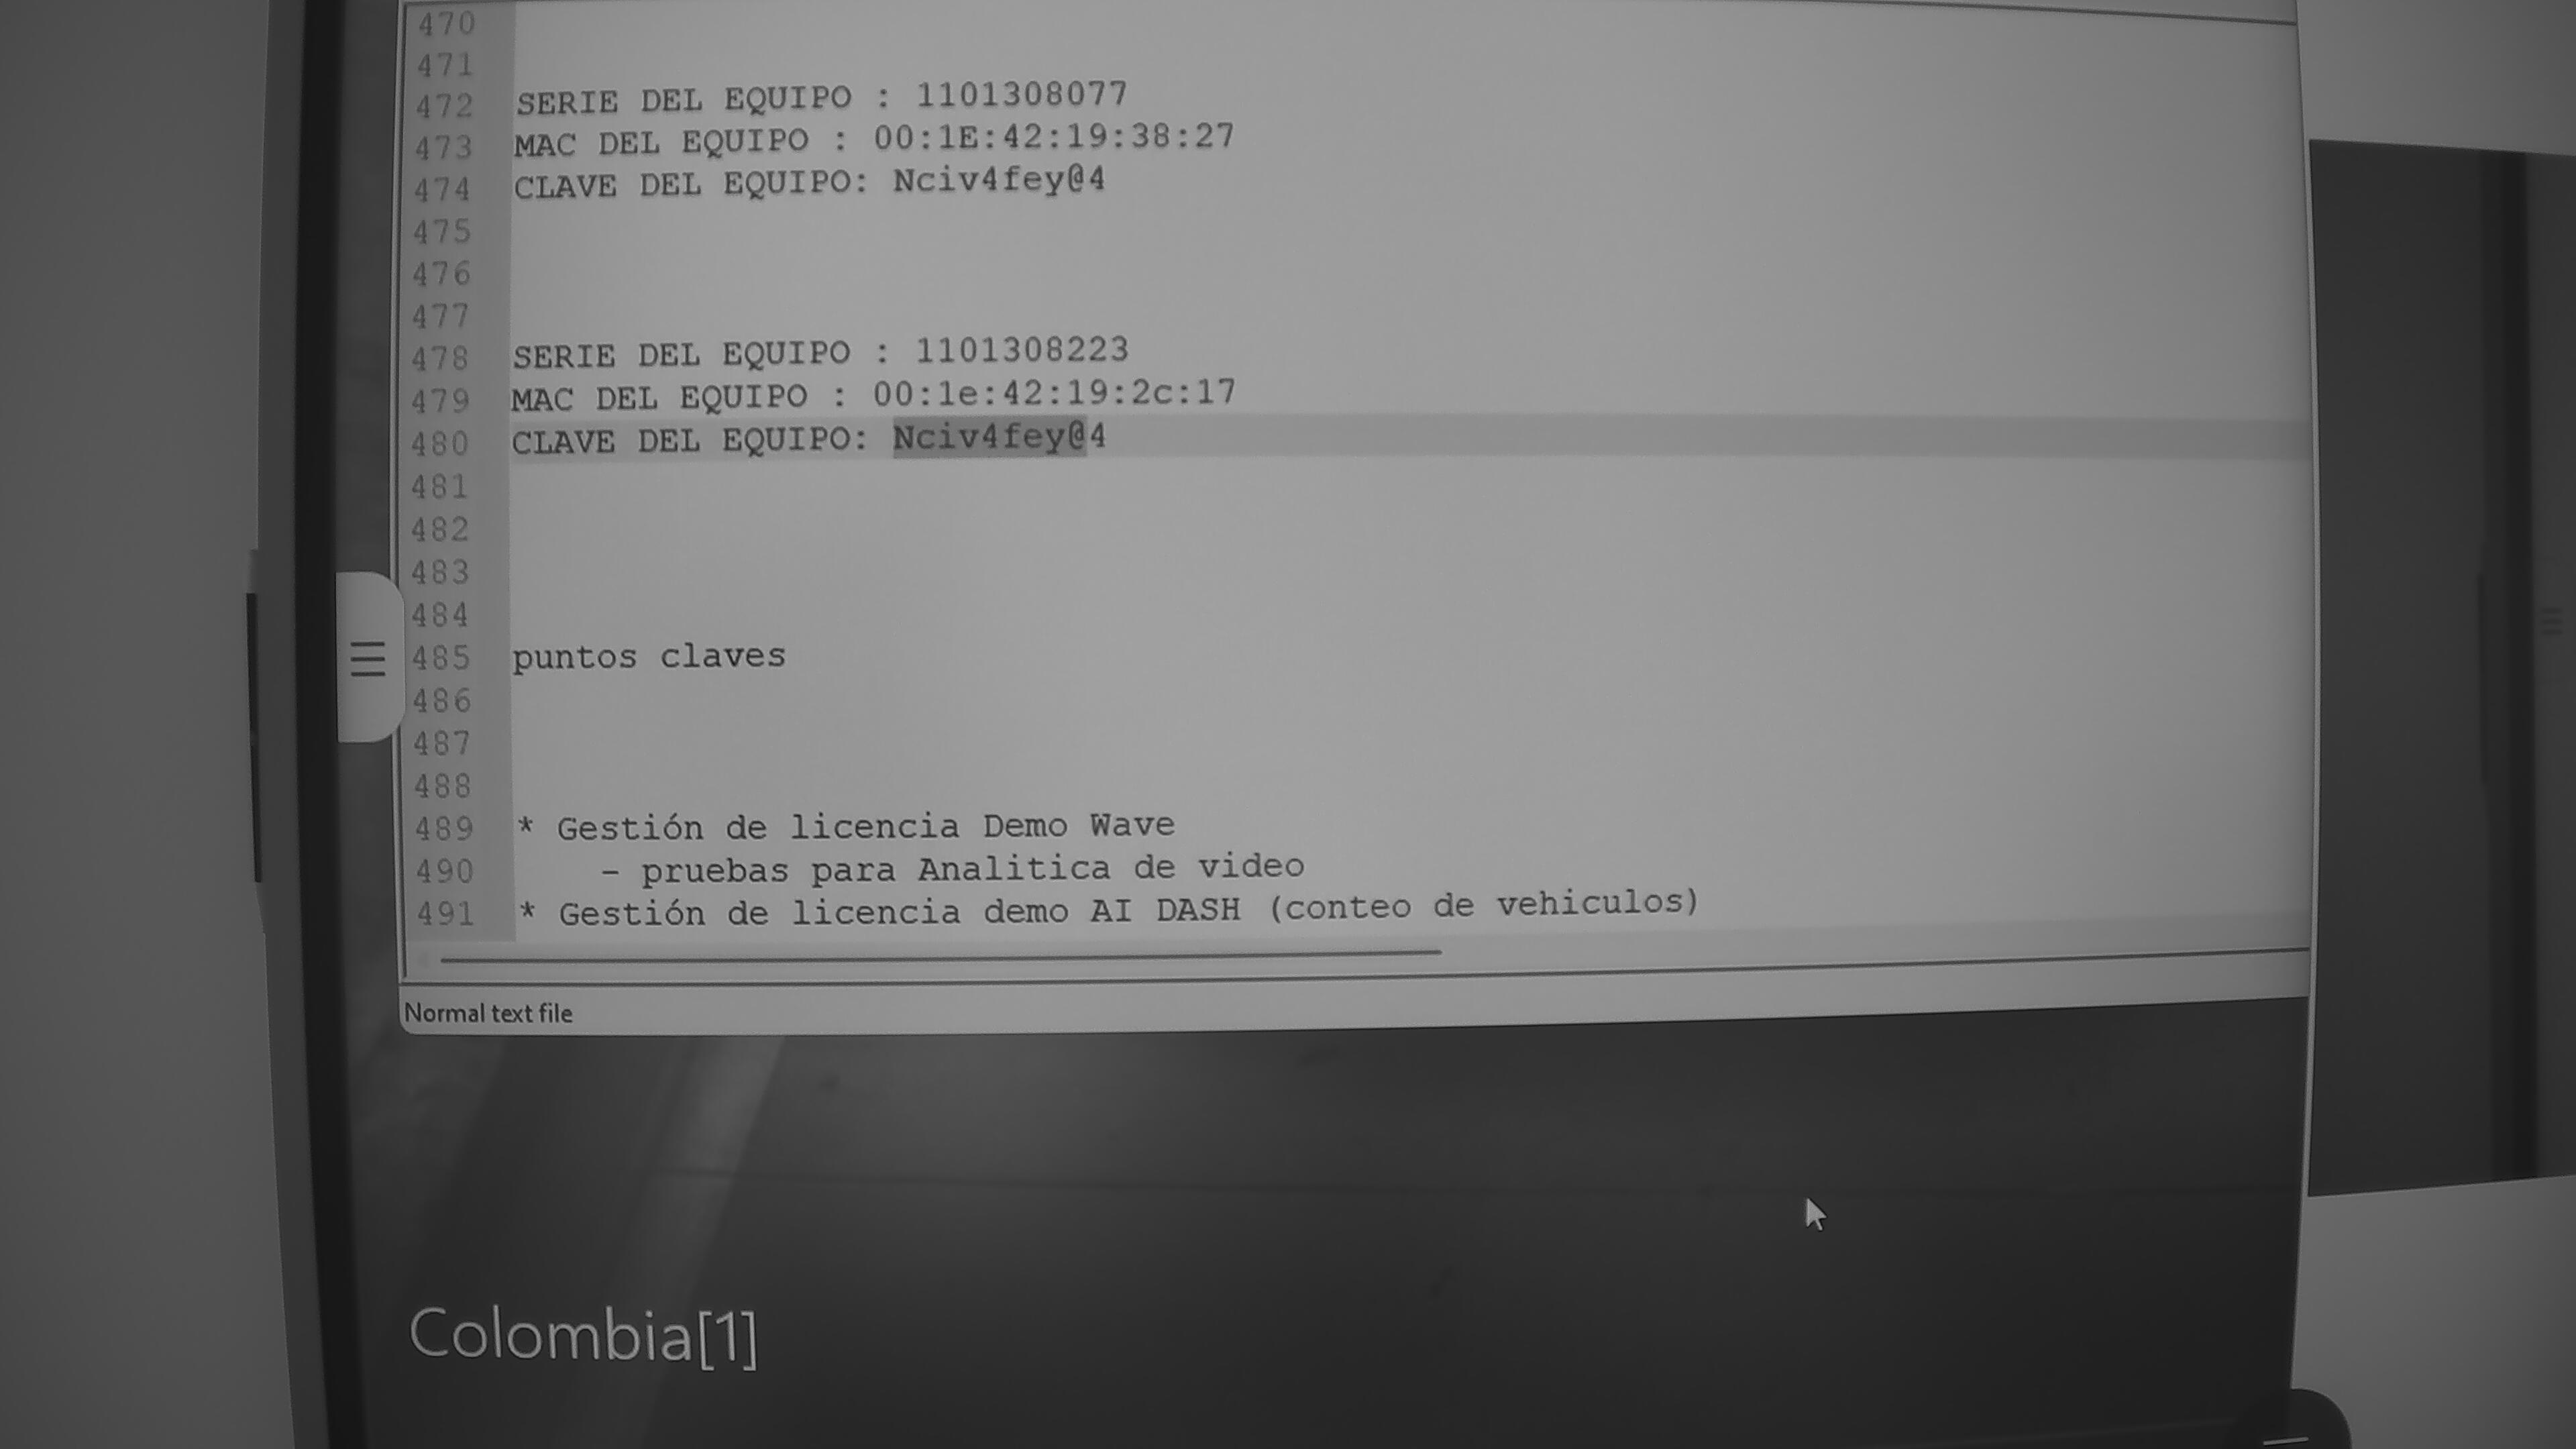 470
471
472 SERIE DEL EQUIPO : 1101308077
473 MAC DEL EQUIPO : 00:1E:42:19:38:27
474 CLAVE DEL EQUIPO: Nciv4fey@4
475
476
477
478 SERIE DEL EQUIPO : 1101308223
479 MAC DEL EQUIPO : 00:1e:42:19:2c:17
480 CLAVE DEL EQUIPO: Nciv4fey@4
481
482
483
484
485 puntos claves
486
487
488
489 * Gestión de licencia Demo Wave
490 - pruebas para Analitica de video
491 * Gestión de licencia demo AI DASH (conteo de vehiculos)
Normal text file
Colombia[1]